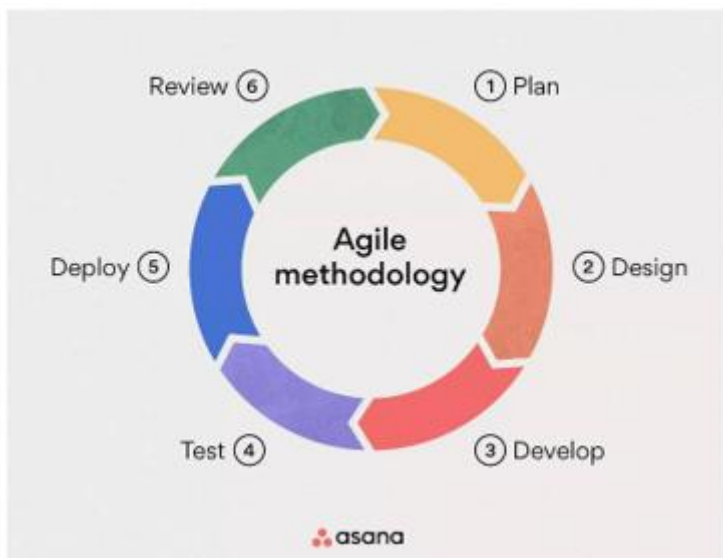 Agile
methodology
1 Plan
2 Design
3 Develop
Test 4
Deploy 5
Review 6
asana